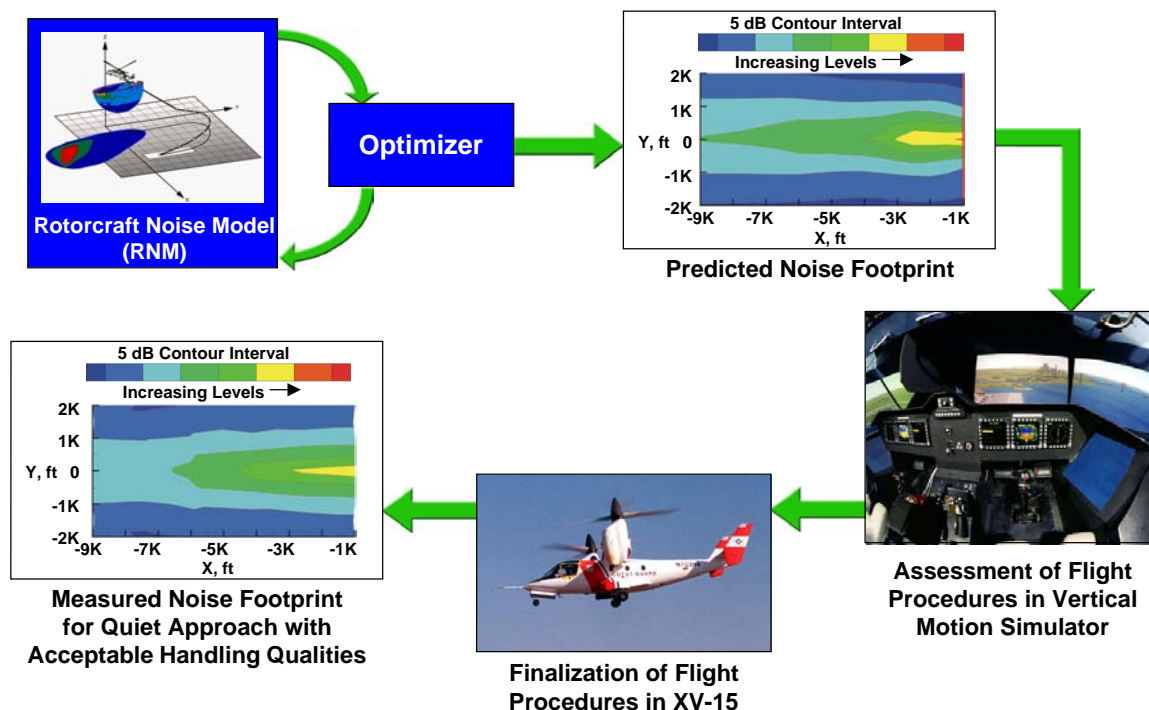 Rotorcraft Noise Model
(RNM)
Optimizer
5 dB Contour Interval
Increasing Levels
2K
1K
Y, ft 0
-1K
-2K
-9K -7K -5K -3K -1K
X, ft
Predicted Noise Footprint
Assessment of Flight
Procedures in Vertical
Motion Simulator
Finalization of Flight
Procedures in XV-15
5 dB Contour Interval
Increasing Levels
2K
1K
Y, ft 0
-1K
-2K
-9K -7K -5K -3K -1K
X, ft
Measured Noise Footprint
for Quiet Approach with
Acceptable Handling Qualities